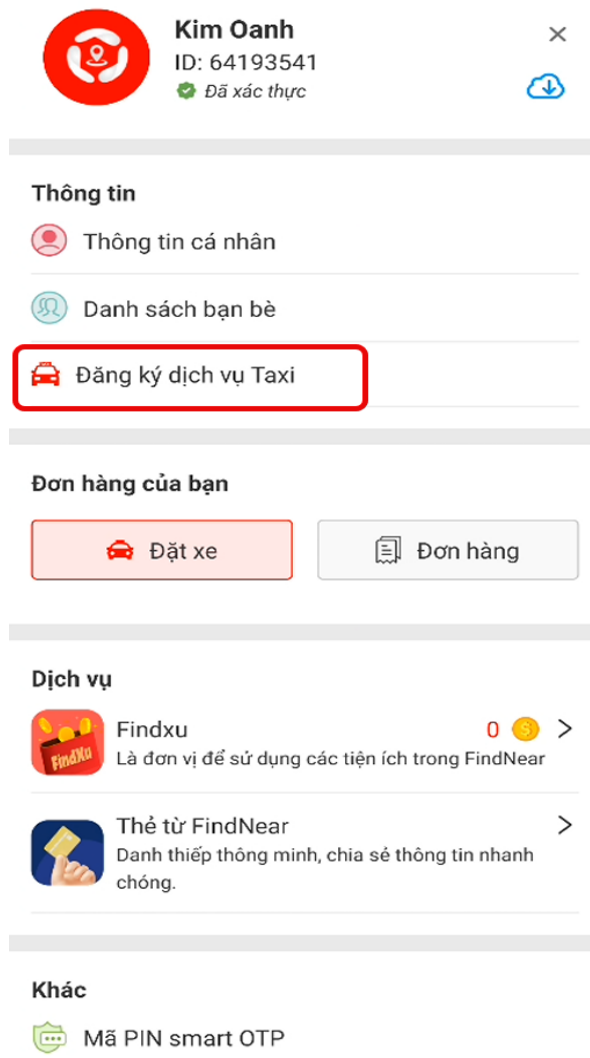 Kim Oanh
ID: 64193541
Đã xác thực
Thông tin
Thông tin cá nhân
Danh sách bạn bè
Đăng ký dịch vụ Taxi
Đơn hàng của bạn
Đặt xe
Đơn hàng
Dịch vụ
FindXu
Findxu
0
Là đơn vị để sử dụng các tiện ích trong FindNear
Thẻ từ FindNear
Danh thiếp thông minh, chia sẻ thông tin nhanh
chóng.
Khác
Mã PIN smart OTP